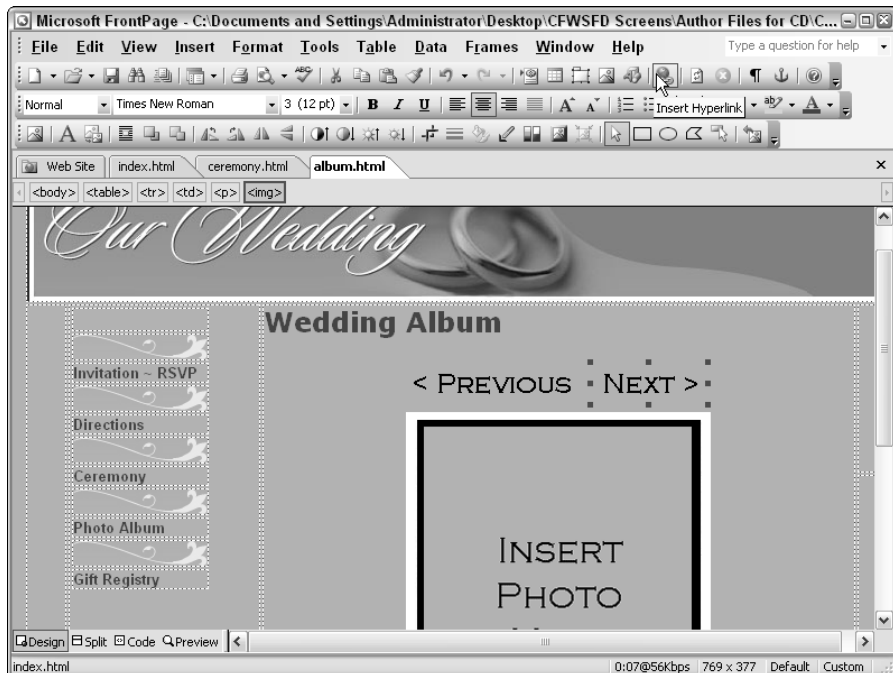 Microsoft FrontPage - C:\Documents and Settings\Administrator\Desktop\CFWSFD Screens\Author Files for CD\C...
File Edit View Insert Format Tools Table Data Frames Window Help Type a question for help
Normal Times New Roman 3 (12 pt) B I U A A Insert Hyperlink ab A
Web Site index.html ceremony.html album.html
<body> <table> <tr> <td> <p> <img>
Our Wedding
Wedding Album
< Previous Next >
Invitation ~ RSVP
Directions
Ceremony
Photo Album
Gift Registry
Insert
Photo
Design Split Code Preview
index.html 0:07@56Kbps 769 x 377 Default Custom